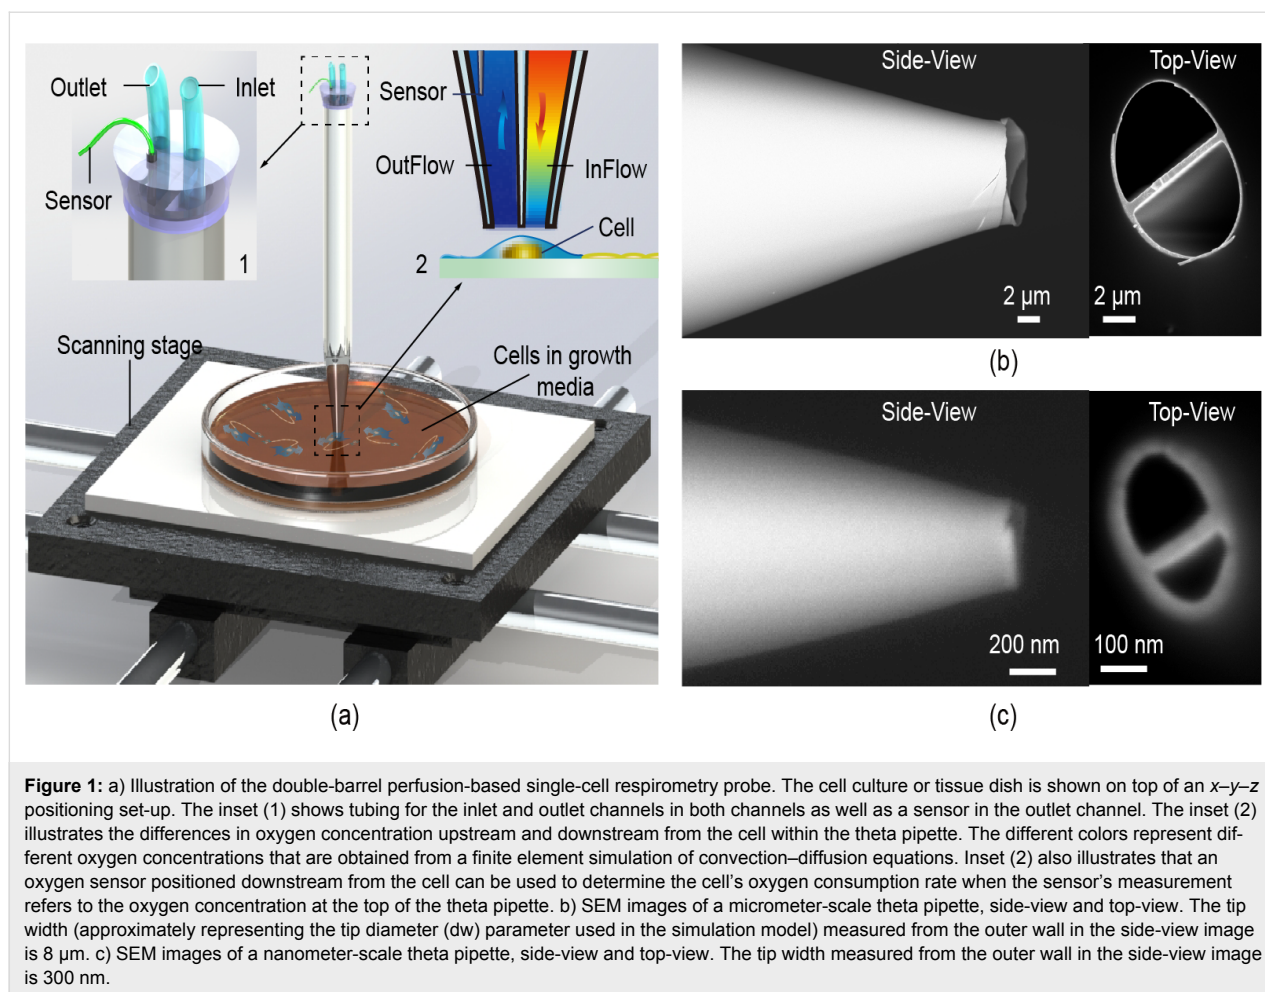 Outlet
Inlet
Sensor
1
Sensor
OutFlow
InFlow
Cell
2
Scanning stage
Cells in growth
media
(a)
Side-View
Top-View
2 µm
2 µm
(b)
Side-View
Top-View
200 nm
100 nm
(c)
Figure 1: a) Illustration of the double-barrel perfusion-based single-cell respirometry probe. The cell culture or tissue dish is shown on top of an x–y–z
positioning set-up. The inset (1) shows tubing for the inlet and outlet channels in both channels as well as a sensor in the outlet channel. The inset (2)
illustrates the differences in oxygen concentration upstream and downstream from the cell within the theta pipette. The different colors represent dif-
ferent oxygen concentrations that are obtained from a finite element simulation of convection–diffusion equations. Inset (2) also illustrates that an
oxygen sensor positioned downstream from the cell can be used to determine the cell's oxygen consumption rate when the sensor's measurement
refers to the oxygen concentration at the top of the theta pipette. b) SEM images of a micrometer-scale theta pipette, side-view and top-view. The tip
width (approximately representing the tip diameter (dw) parameter used in the simulation model) measured from the outer wall in the side-view image
is 8 µm. c) SEM images of a nanometer-scale theta pipette, side-view and top-view. The tip width measured from the outer wall in the side-view image
is 300 nm.